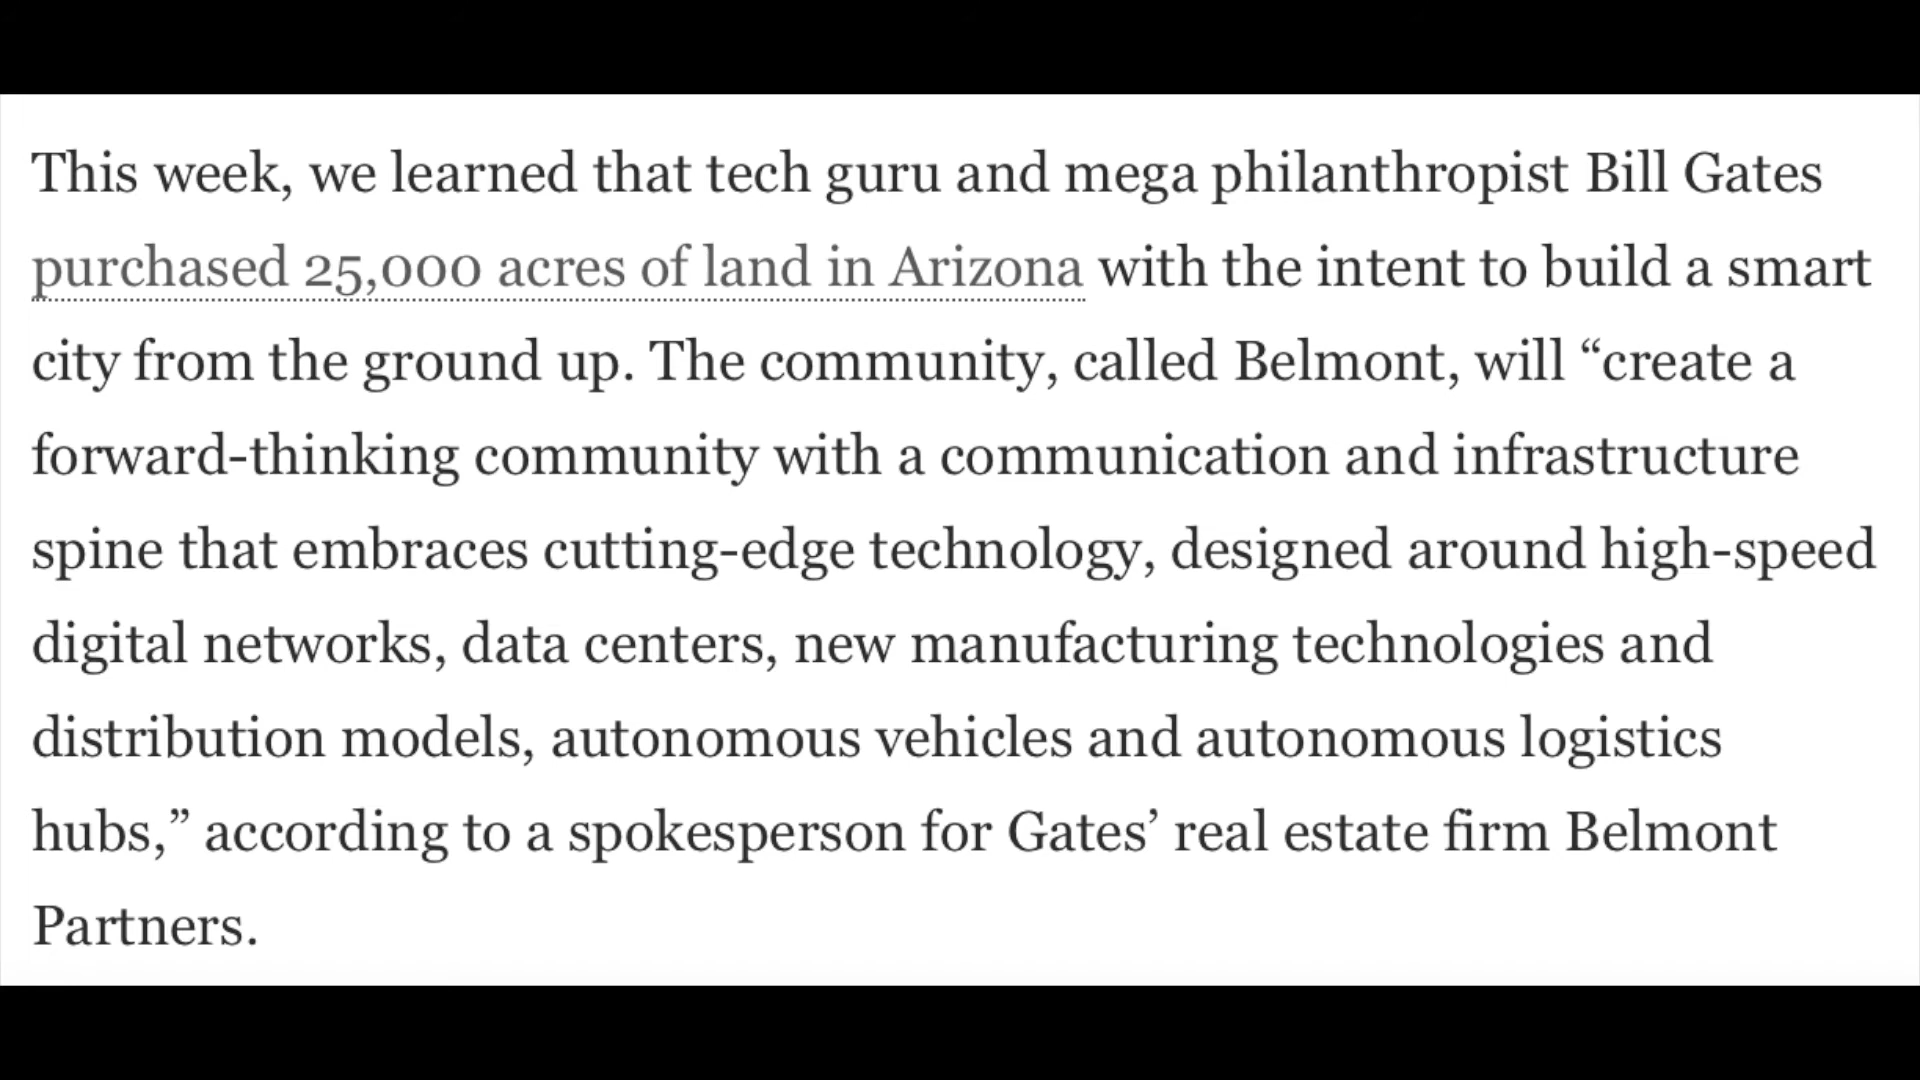 This week, we learned that tech guru and mega philanthropist Bill Gates
purchased 25,000 acres of land in Arizona with the intent to build a smart
city from the ground up. The community, called Belmont, will “create a
forward-thinking community with a communication and infrastructure
spine that embraces cutting-edge technology, designed around high-speed
digital networks, data centers, new manufacturing technologies and
distribution models, autonomous vehicles and autonomous logistics
hubs,” according to a spokesperson for Gates’ real estate firm Belmont
Partners.